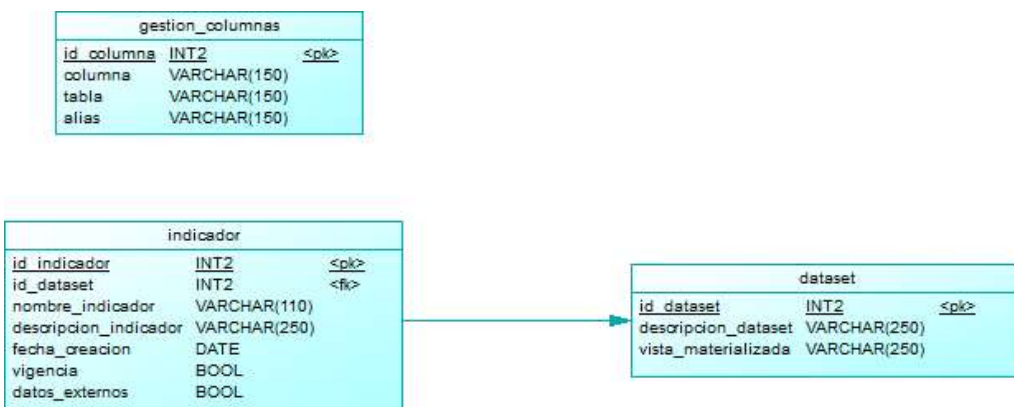 gestion_columnas
id_columna INT2 <pk>
columna VARCHAR(150)
tabla VARCHAR(150)
alias VARCHAR(150)
indicador
id_indicador INT2 <pk>
id_dataset INT2 <fk>
nombre_indicador VARCHAR(110)
descripcion_indicador VARCHAR(250)
fecha_creacion DATE
vigencia BOOL
datos_externos BOOL
dataset
id_dataset INT2 <pk>
descripcion_dataset VARCHAR(250)
vista_materializada VARCHAR(250)